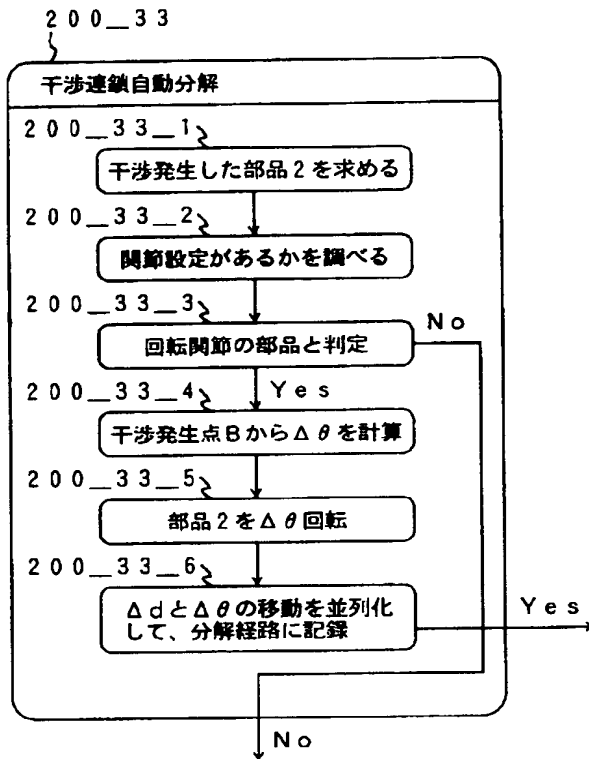 200_33
干渉連鎖自動分解
200_33_1
干渉発生した部品2を求める
200_33_2
関節設定があるかを調べる
200_33_3
No
回転関節の部品と判定
200_33_4
Yes
干渉発生点BからΔθを計算
200_33_5
部品2をΔθ回転
200_33_6
ΔdとΔθの移動を並列化
して、分解経路に記録
Yes
No